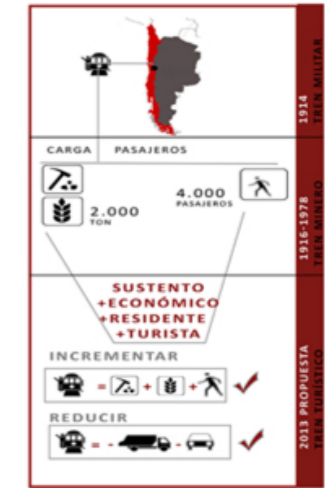 1914
TREN MILITAR
CARGA PASAJEROS
2.000
TON
4.000
PASAJEROS
1916-1978
TREN MINERO
SUSTENTO
+ECONÓMICO
+RESIDENTE
+TURISTA
INCREMENTAR
= + +
REDUCIR
= - -
2013 PROPUESTA
TREN TURÍSTICO